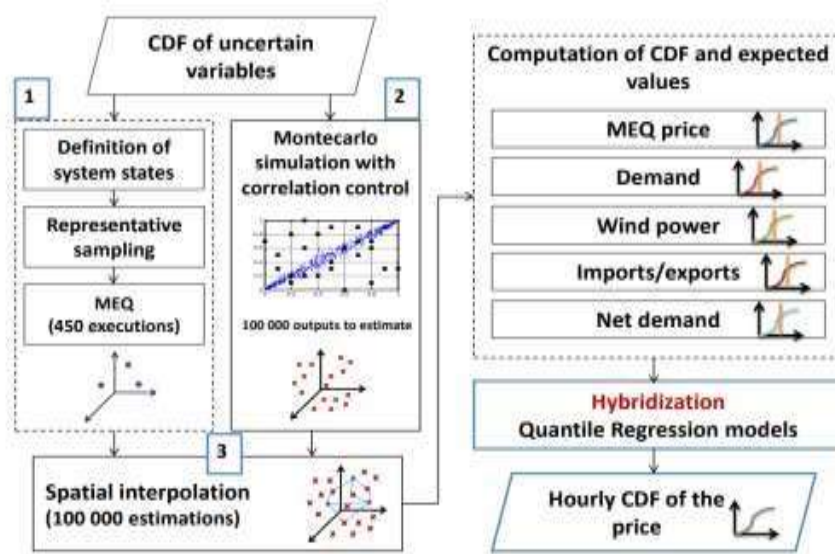 CDF of uncertain
variables
1
Definition of
system states
Representative
sampling
MEQ
(450 executions)
2
Montecarlo
simulation with
correlation control
100 000 outputs to estimate
3
Spatial interpolation
(100 000 estimations)
Computation of CDF and expected
values
MEQ price
Demand
Wind power
Imports/exports
Net demand
Hybridization
Quantile Regression models
Hourly CDF of the
price